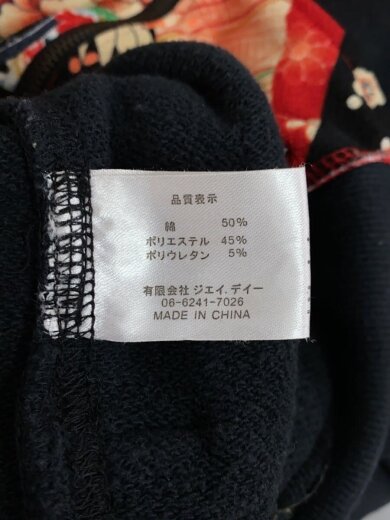 品質表示
綿 50%
ポリエステル 45%
ポリウレタン 5%
有限会社 ジェイ.デイー
06-6241-7026
MADE IN CHINA